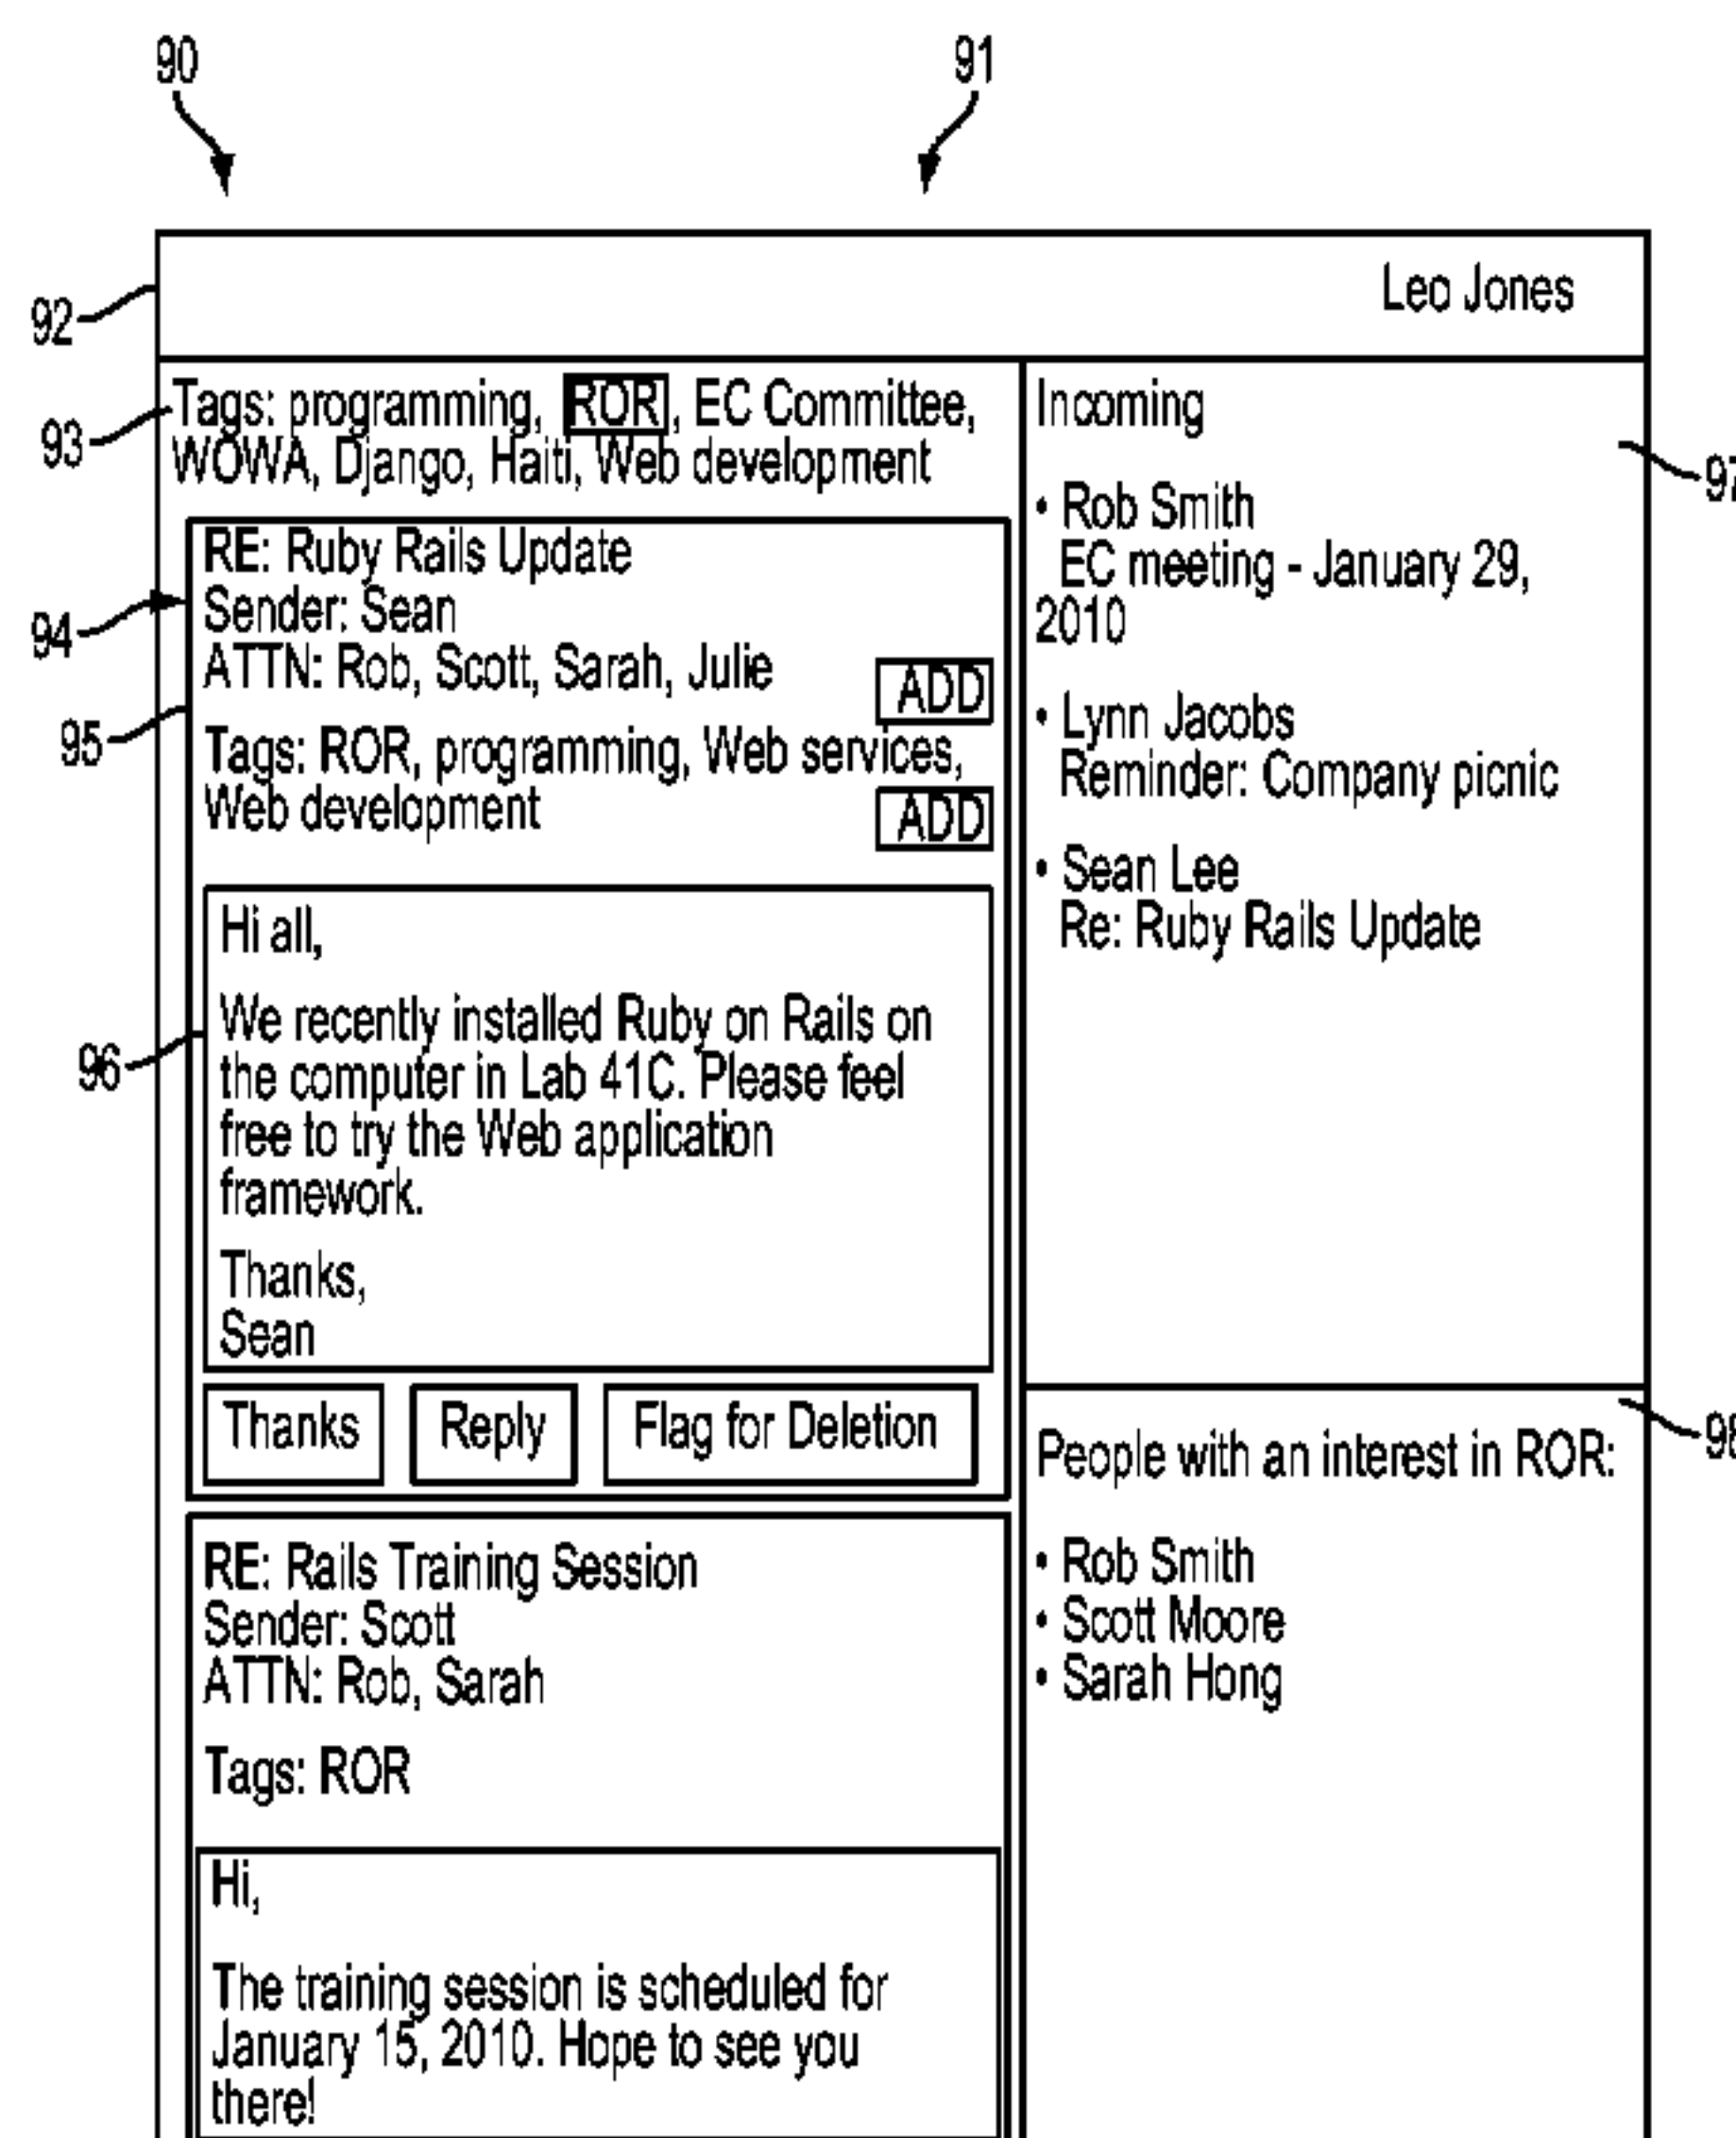 90
91
92
Leo Jones
93
Tags: programming, ROR, EC Committee,
WOWA, Django, Haiti, Web development
94
95
RE: Ruby Rails Update
Sender: Sean
ATTN: Rob, Scott, Sarah, Julie
ADD
Tags: ROR, programming, Web services,
Web development
ADD
96
Hi all,
We recently installed Ruby on Rails on
the computer in Lab 41C. Please feel
free to try the Web application
framework.
Thanks,
Sean
Thanks
Reply
Flag for Deletion
RE: Rails Training Session
Sender: Scott
ATTN: Rob, Sarah
Tags: ROR
Hi,
The training session is scheduled for
January 15, 2010. Hope to see you
there!
Incoming
97
• Rob Smith
EC meeting - January 29,
2010
• Lynn Jacobs
Reminder: Company picnic
• Sean Lee
Re: Ruby Rails Update
98
People with an interest in ROR:
• Rob Smith
• Scott Moore
• Sarah Hong